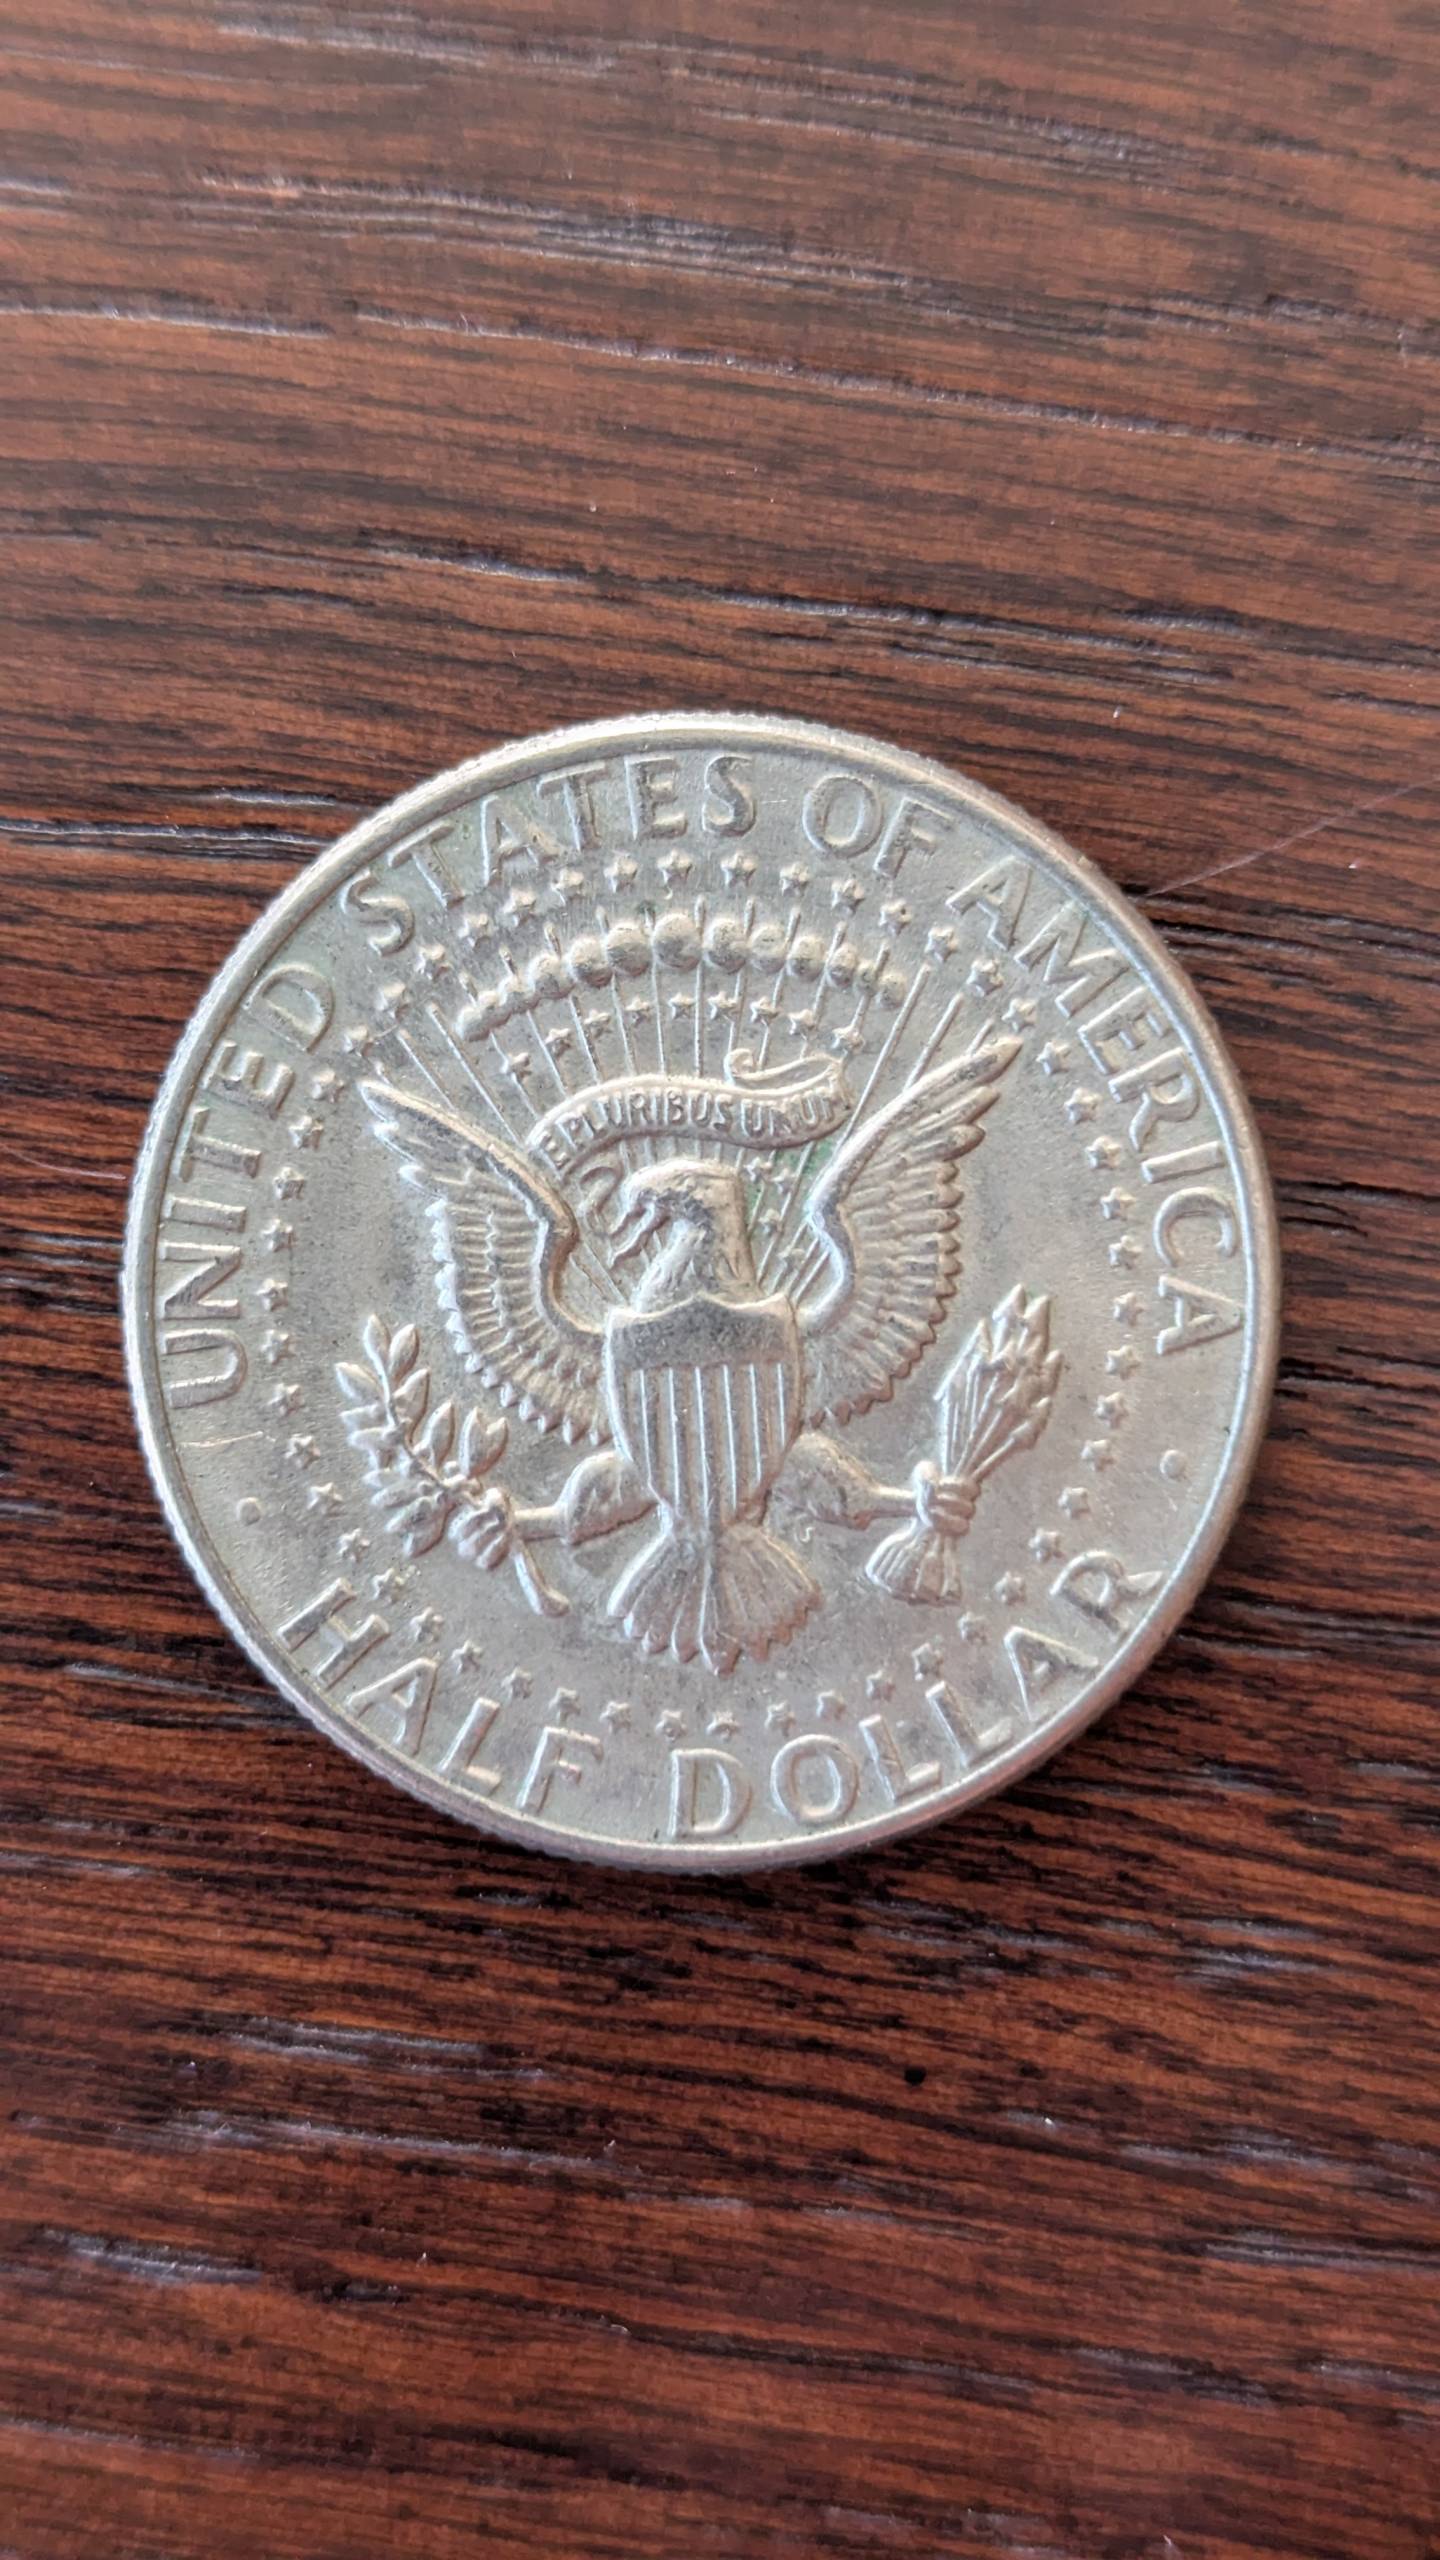 UNITED STATES OF AMERICA
E PLURIBUS UNUM
HALF DOLLAR